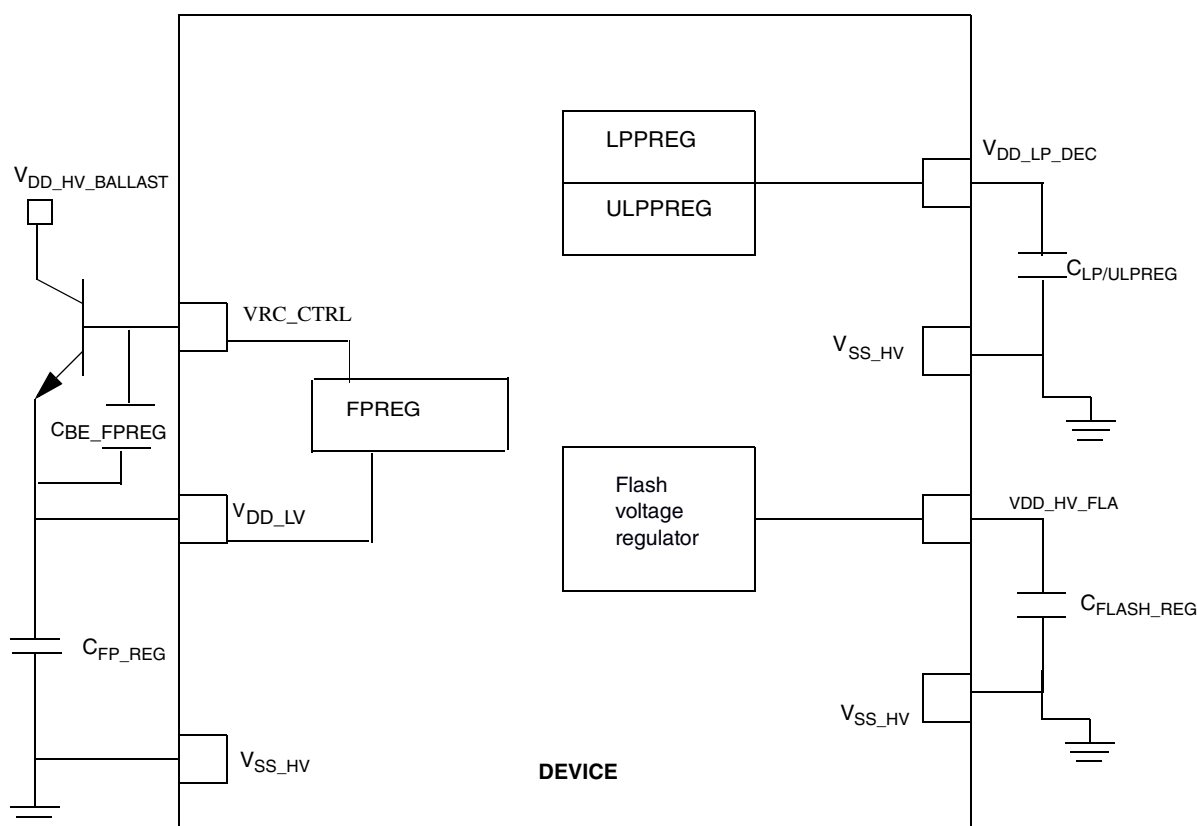 LPPREG
V_DD_LP_DEC
V_DD_HV_BALLAST
ULPPREG
C_LP/ULPREG
VRC_CTRL
V_SS_HV
FPREG
C_BE_FPREG
Flash
voltage
regulator
V_DD_LV
VDD_HV_FLA
C_FLASH_REG
C_FP_REG
V_SS_HV
V_SS_HV
DEVICE